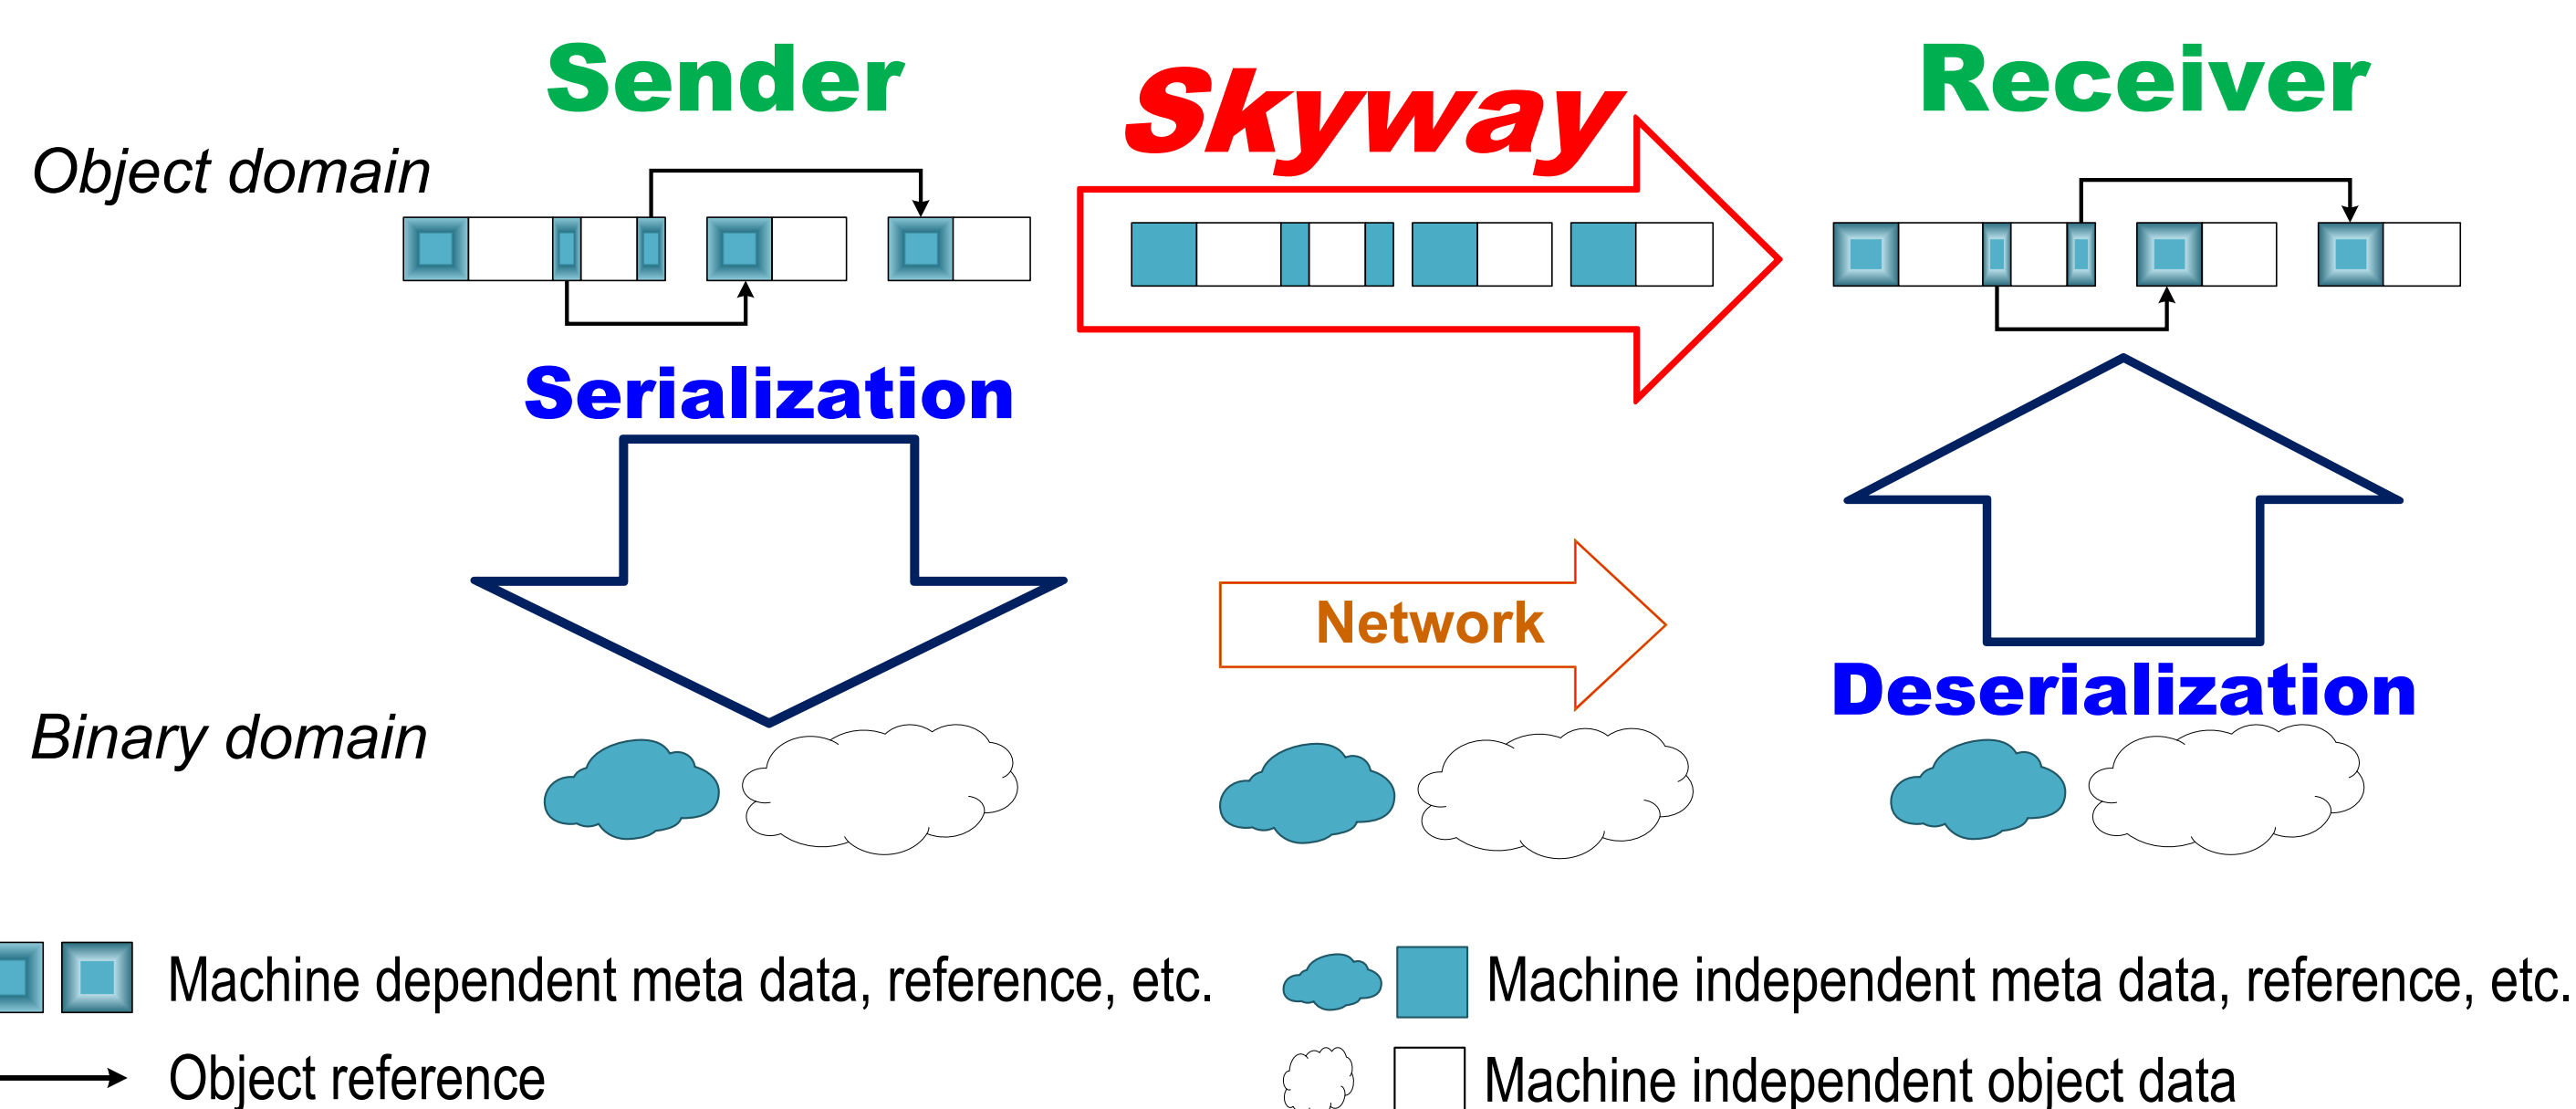 Sender
Skyway
Receiver
Object domain
Serialization
Network
Deserialization
Binary domain
Machine dependent meta data, reference, etc.
Machine independent meta data, reference, etc.
Object reference
Machine independent object data